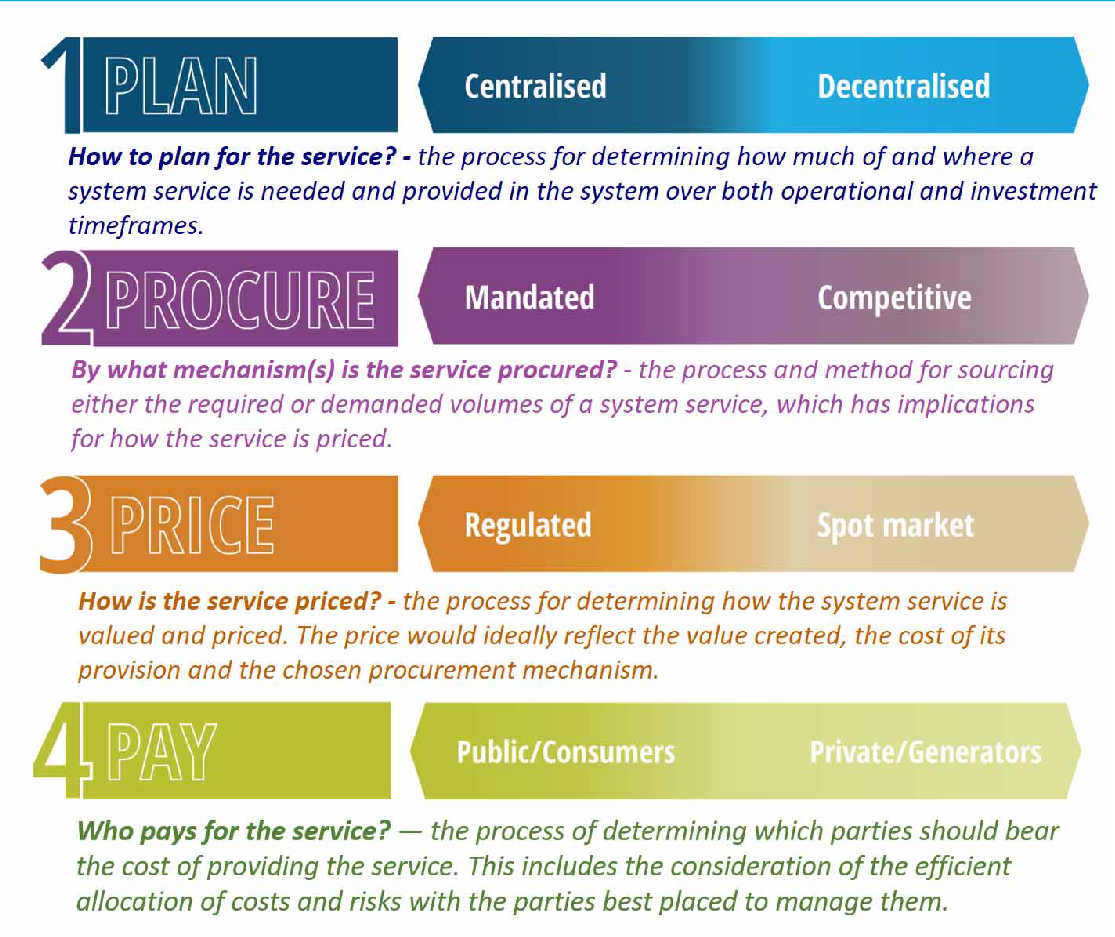 1 PLAN
Centralised Decentralised
How to plan for the service? - the process for determining how much of and where a
system service is needed and provided in the system over both operational and investment
timeframes.
2 PROCURE
Mandated Competitive
By what mechanism(s) is the service procured? - the process and method for sourcing
either the required or demanded volumes of a system service, which has implications
for how the service is priced.
3 PRICE
Regulated Spot market
How is the service priced? - the process for determining how the system service is
valued and priced. The price would ideally reflect the value created, the cost of its
provision and the chosen procurement mechanism.
4 PAY
Public/Consumers Private/Generators
Who pays for the service? — the process of determining which parties should bear
the cost of providing the service. This includes the consideration of the efficient
allocation of costs and risks with the parties best placed to manage them.